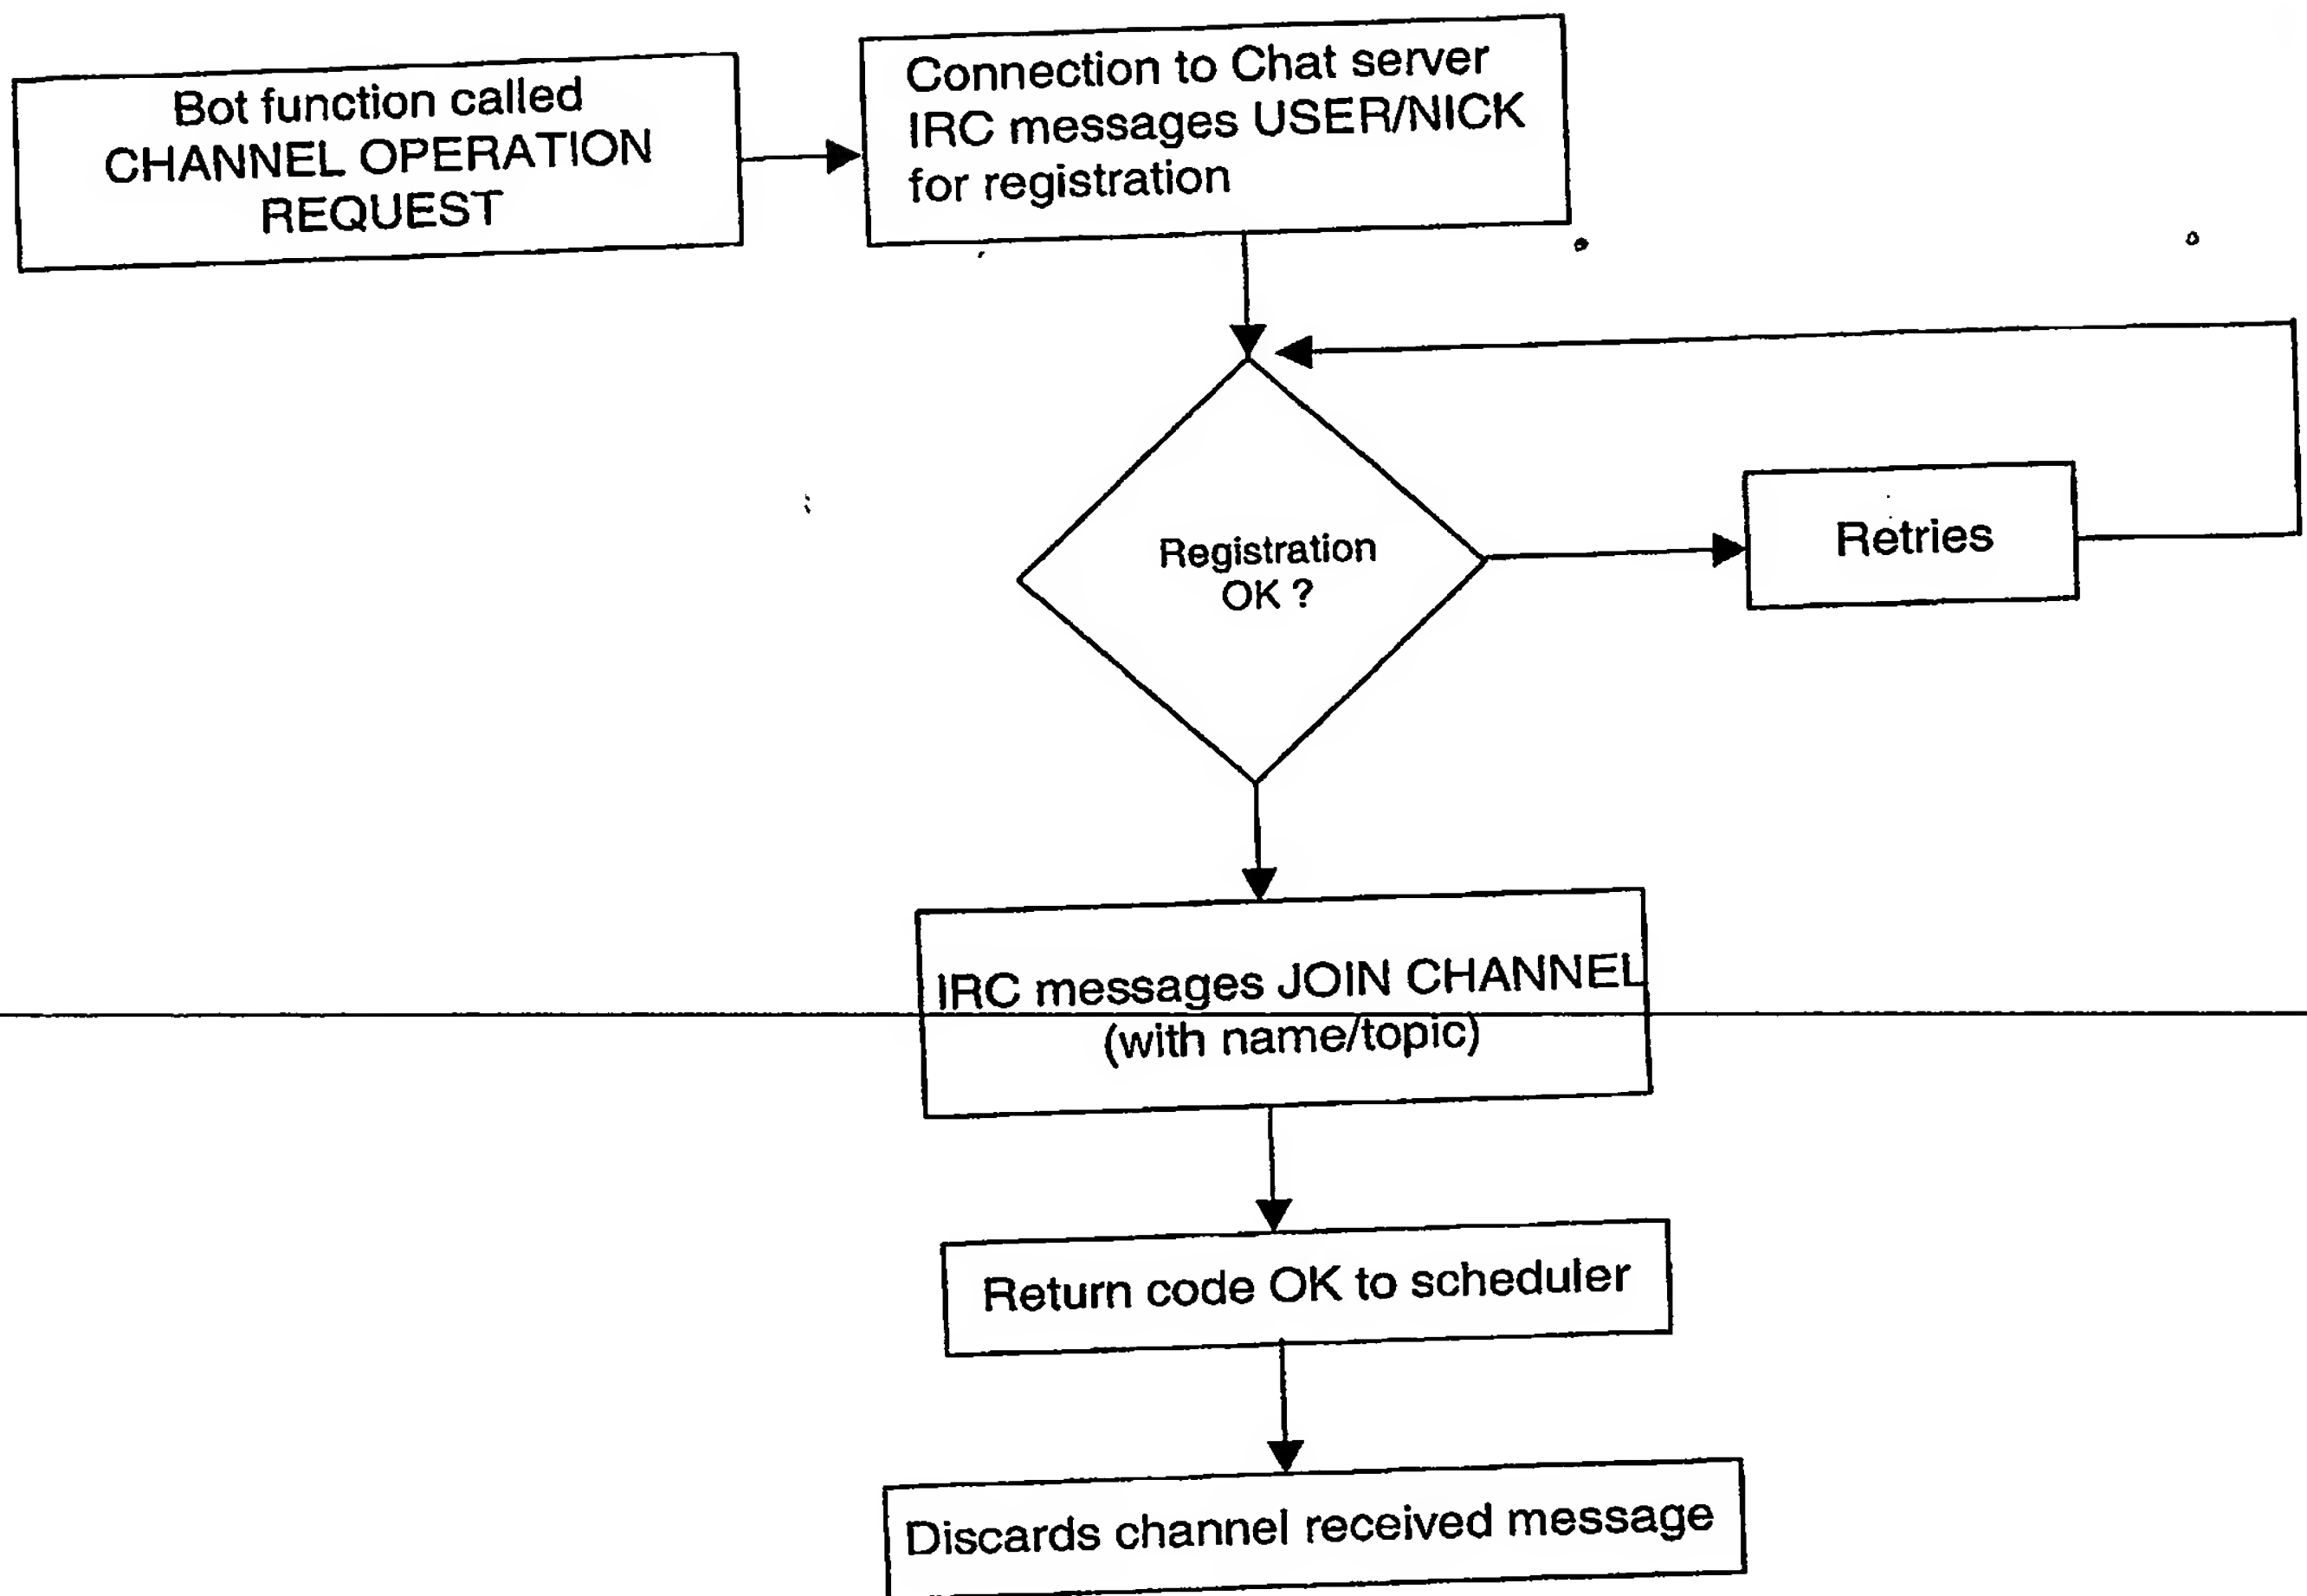 Bot function called
CHANNEL OPERATION
REQUEST
Connection to Chat server
IRC messages USER/NICK
for registration
Registration
OK ?
Retries
IRC messages JOIN CHANNEL
(with name/topic)
Return code OK to scheduler
Discards channel received message